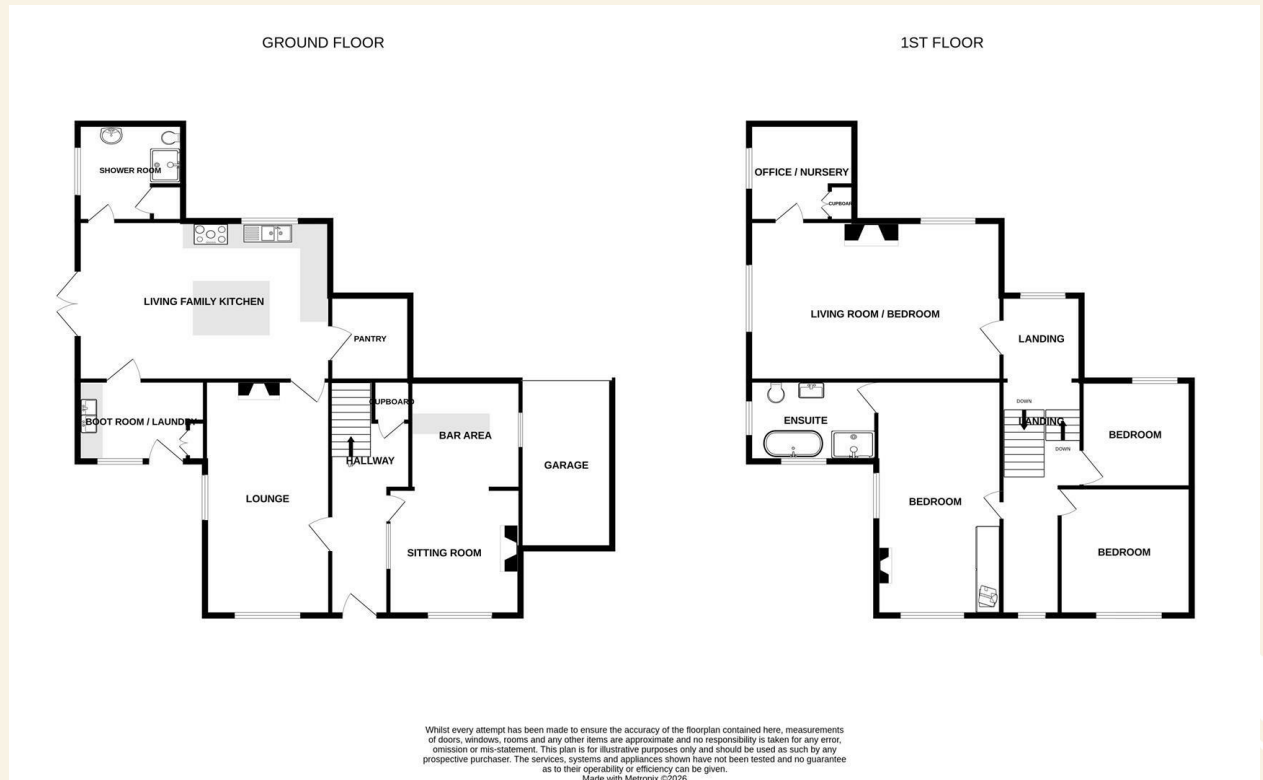 GROUND FLOOR
1ST FLOOR
SHOWER ROOM
LIVING FAMILY KITCHEN
PANTRY
BOOT ROOM / LAUNDRY
CUPBOARD
BAR AREA
HALLWAY
GARAGE
LOUNGE
SITTING ROOM
OFFICE / NURSERY
CUPBOARD
LIVING ROOM / BEDROOM
LANDING
DOWN
ENSUITE
LANDING
BEDROOM
DOWN
BEDROOM
BEDROOM
Whilst every attempt has been made to ensure the accuracy of the floorplan contained here, measurements
of doors, windows, rooms and any other items are approximate and no responsibility is taken for any error,
omission or mis-statement. This plan is for illustrative purposes only and should be used as such by any
prospective purchaser. The services, systems and appliances shown have not been tested and no guarantee
as to their operability or efficiency can be given.
Made with Metropix ©2026